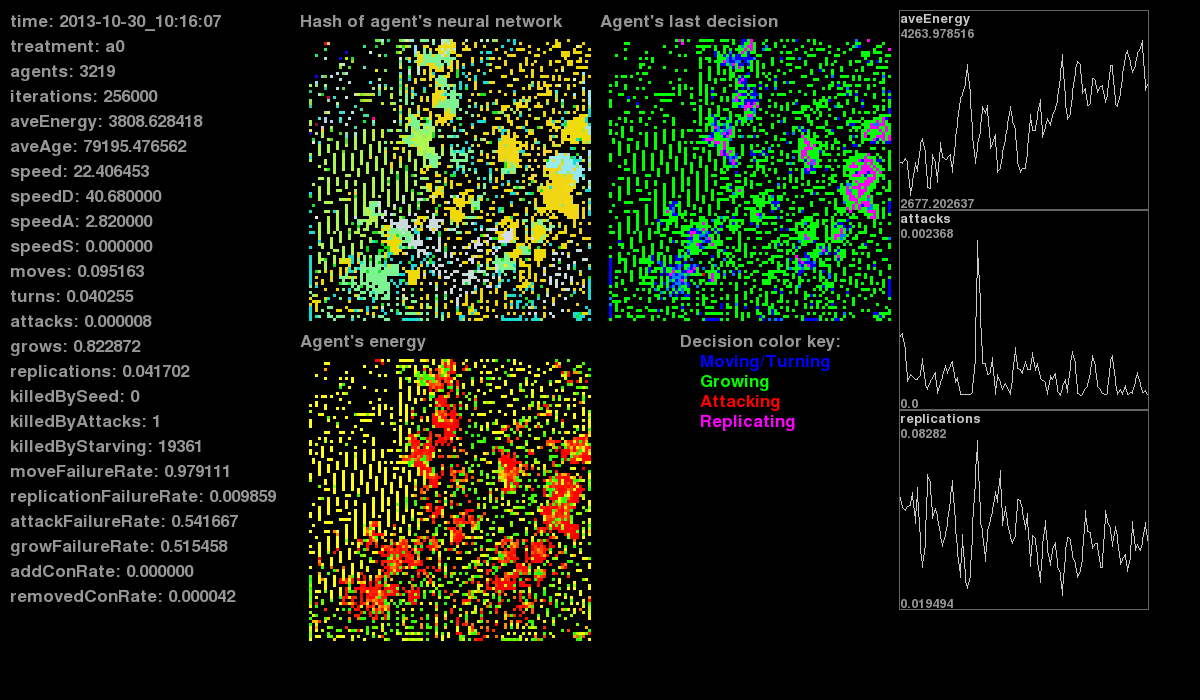 time: 2013-10-30_10:16:07
treatment: a0
agents: 3219
iterations: 256000
aveEnergy: 3808.628418
aveAge: 79195.476562
speed: 22.406453
speedD: 40.680000
speedA: 2.820000
speedS: 0.000000
moves: 0.095163
turns: 0.040255
attacks: 0.000008
grows: 0.822872
replications: 0.041702
killedBySeed: 0
killedByAttacks: 1
killedByStarving: 19361
moveFailureRate: 0.979111
replicationFailureRate: 0.009859
attackFailureRate: 0.541667
growFailureRate: 0.515458
addConRate: 0.000000
removedConRate: 0.000042
Hash of agent's neural network
Agent's last decision
Agent's energy
Decision color key:
Moving/Turning
Growing
Attacking
Replicating
aveEnergy
4263.978516
2677.202637
attacks
0.002368
0.0
replications
0.08282
0.019494